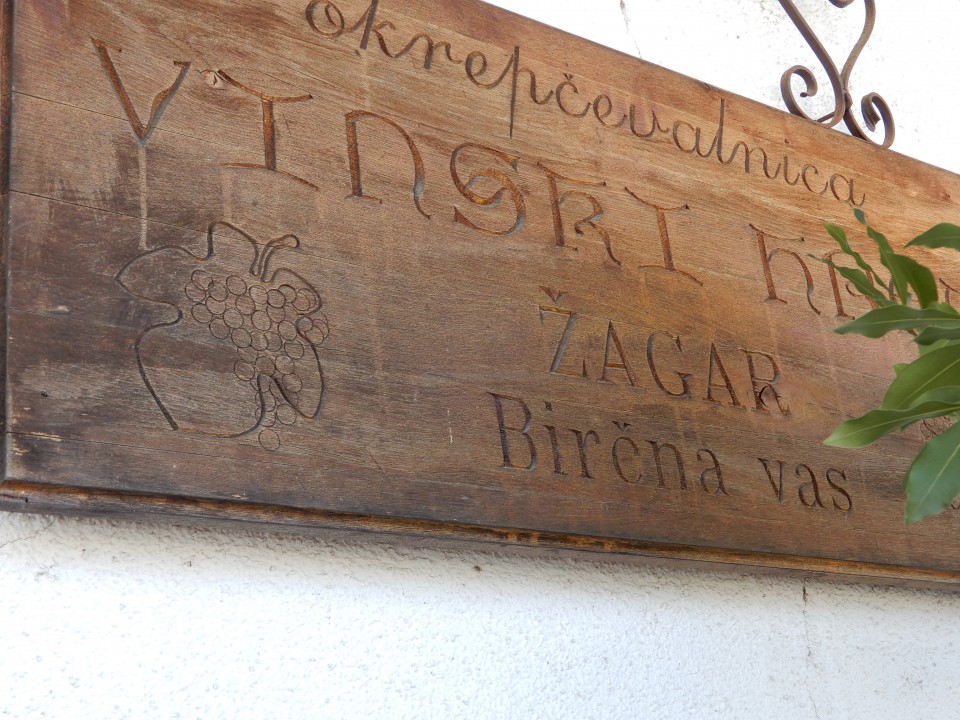 okrepčevalnica
VINSKI
ŽAGAR
Birčna vas